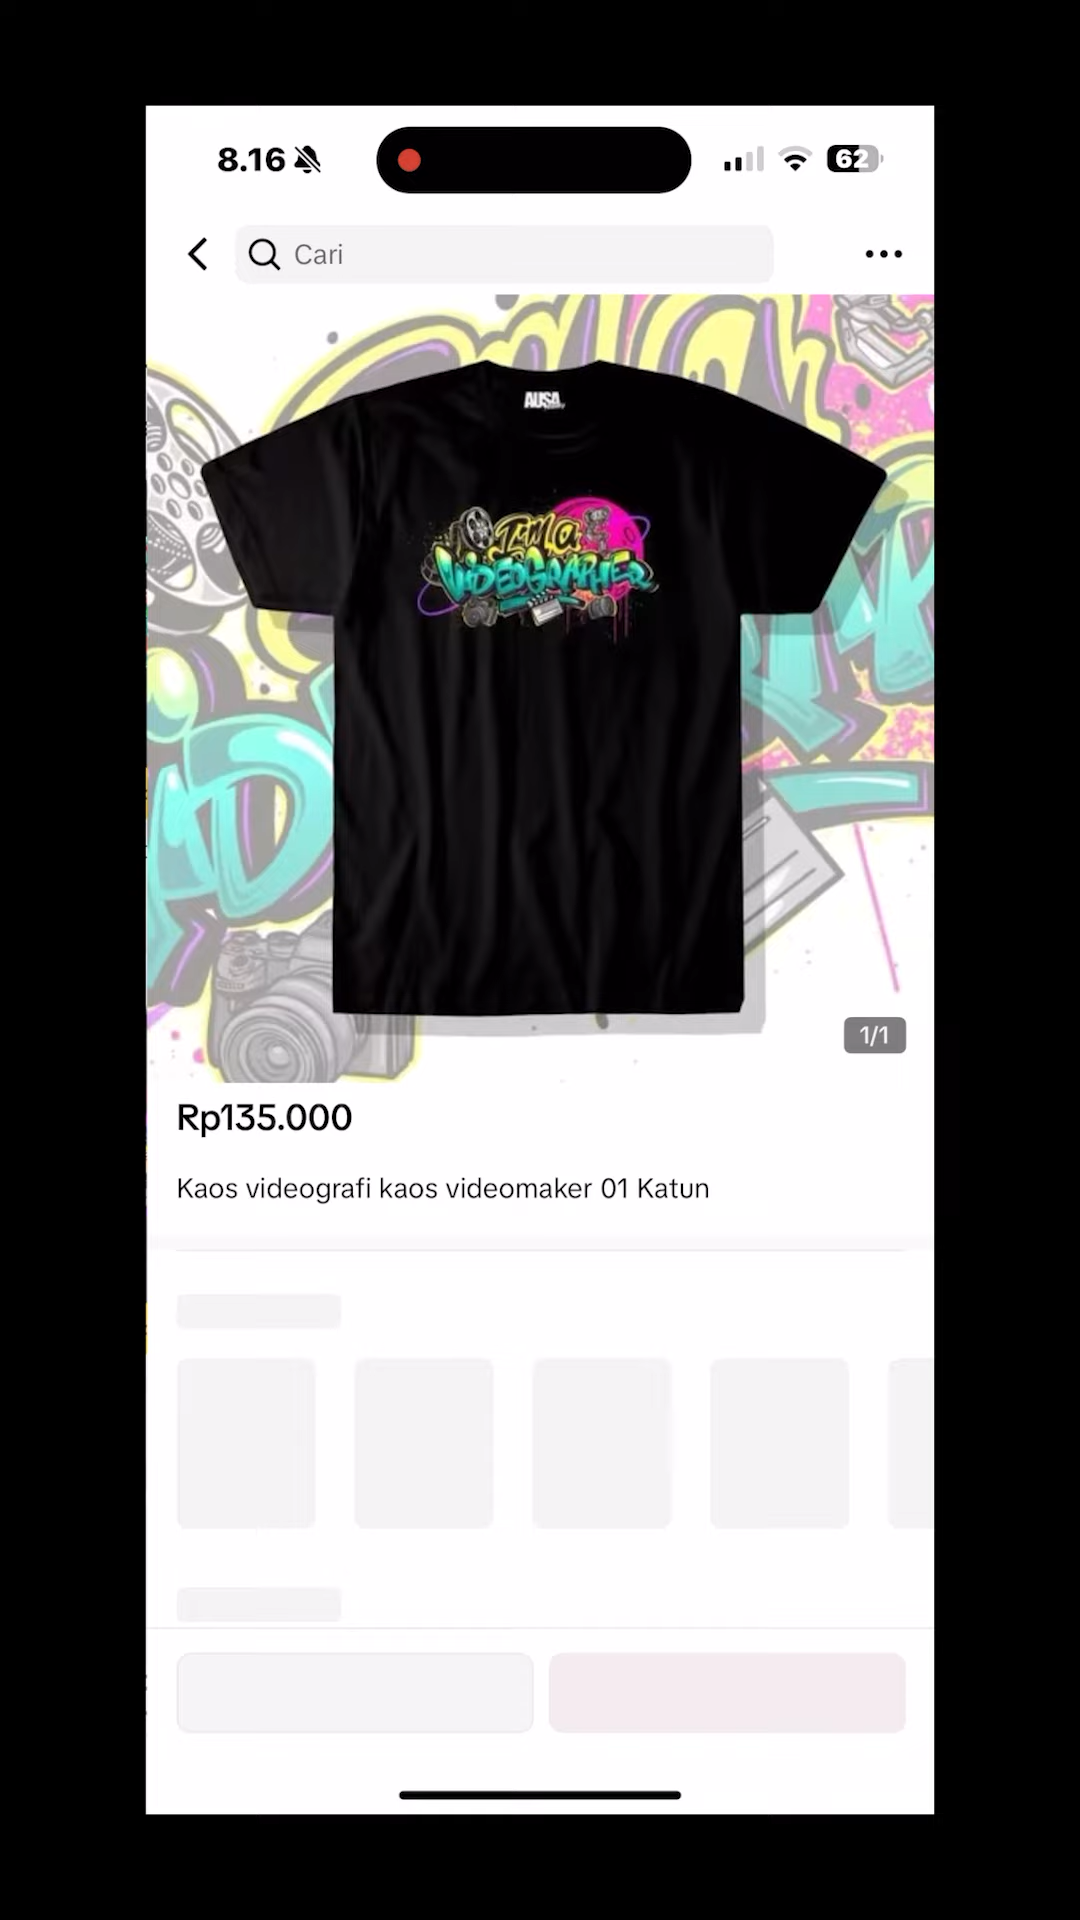 8.16
62
Cari
AUSA
I'm a
VIDEOGRAPHER
1/1
Rp135.000
Kaos videografi kaos videomaker 01 Katun